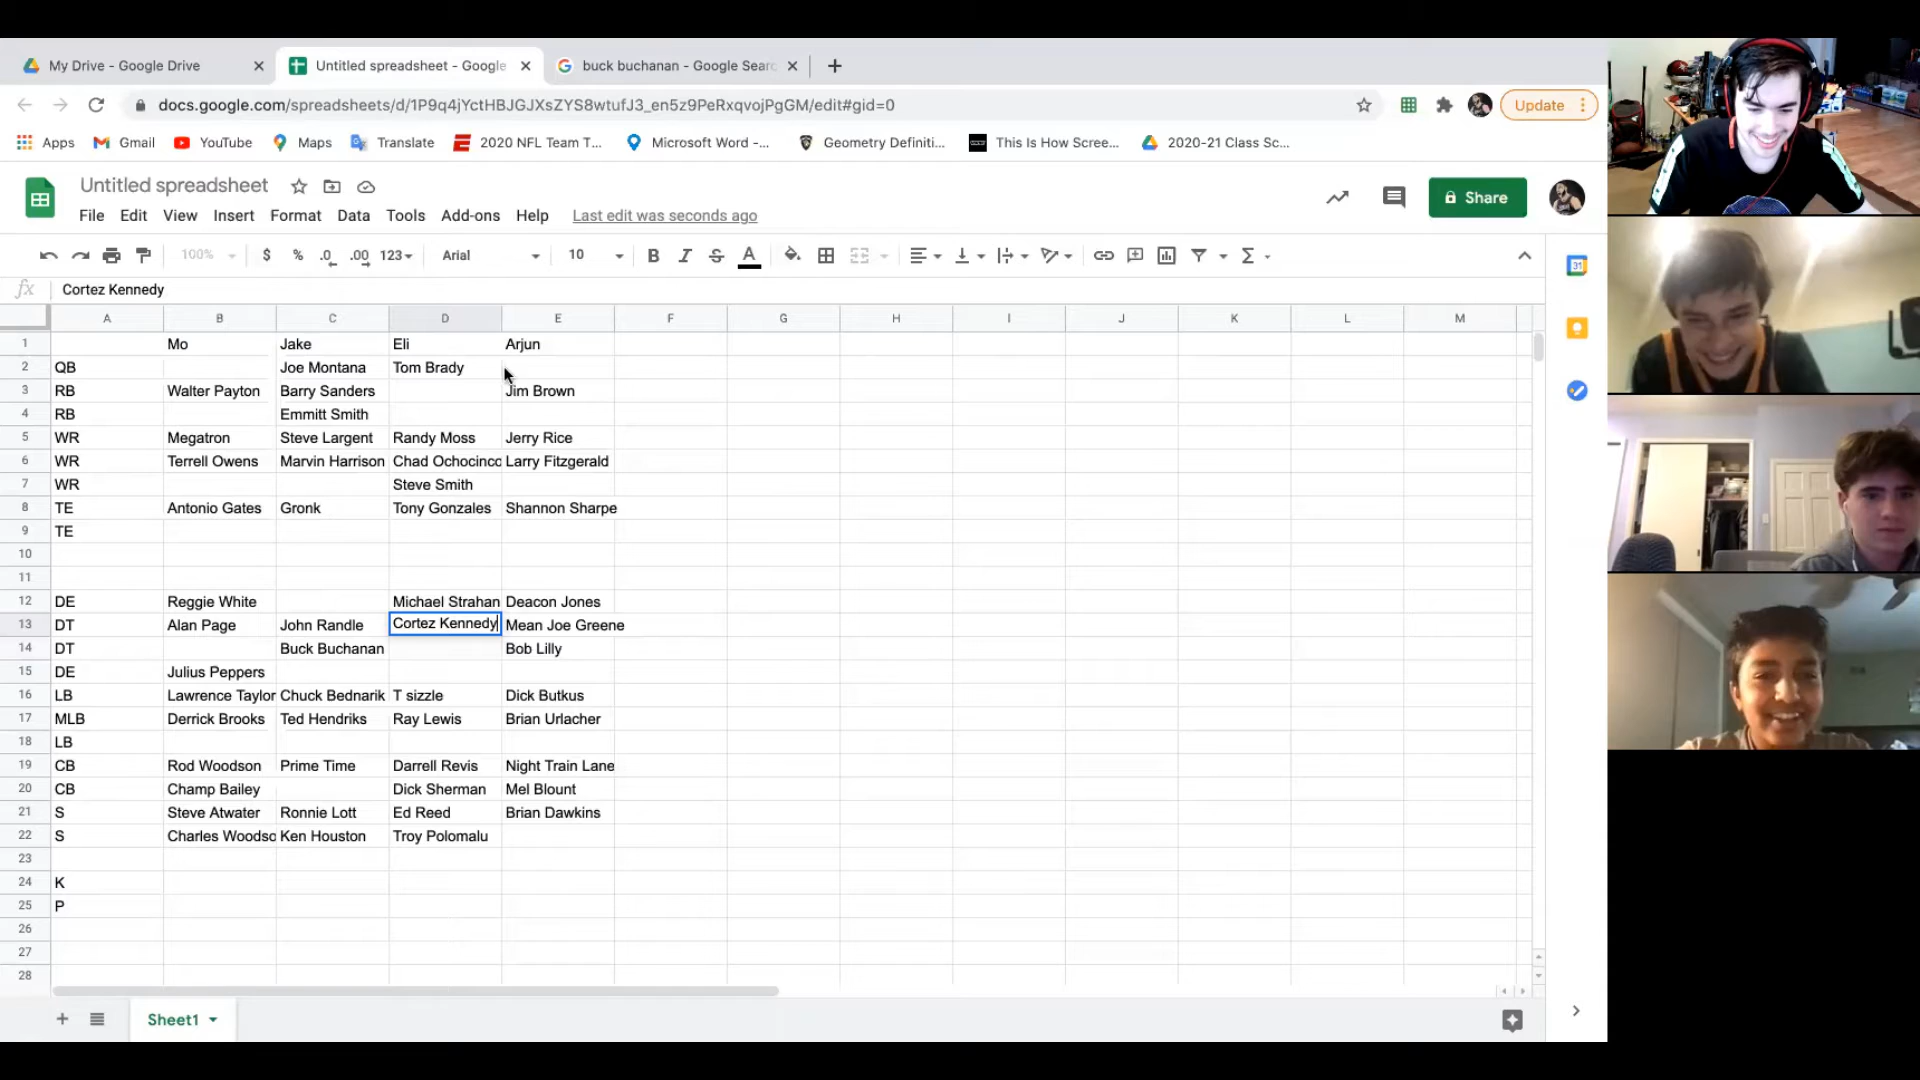 My Drive - Google Drive
Untitled spreadsheet - Google
buck buchanan - Google Searc
docs.google.com/spreadsheets/d/1P9q4jYctHBJGJXsZYS8wtufJ3_en5z9PeRxqvojPgGM/edit#gid=0
Update
Apps Gmail YouTube Maps Translate 2020 NFL Team T... Microsoft Word -... Geometry Definiti... This Is How Scree... 2020-21 Class Sc...
Untitled spreadsheet
File Edit View Insert Format Data Tools Add-ons Help Last edit was seconds ago
Share
100% $ % .0 .00 123 Arial 10 B I S A
fx Cortez Kennedy
A B C D E F G H I J K L M
1 Mo Jake Eli Arjun
2 QB Joe Montana Tom Brady
3 RB Walter Payton Barry Sanders Jim Brown
4 RB Emmitt Smith
5 WR Megatron Steve Largent Randy Moss Jerry Rice
6 WR Terrell Owens Marvin Harrison Chad Ochocinco Larry Fitzgerald
7 WR Steve Smith
8 TE Antonio Gates Gronk Tony Gonzales Shannon Sharpe
9 TE
10
11
12 DE Reggie White Michael Strahan Deacon Jones
13 DT Alan Page John Randle Cortez Kennedy Mean Joe Greene
14 DT Buck Buchanan Bob Lilly
15 DE Julius Peppers
16 LB Lawrence Taylor Chuck Bednarik T sizzle Dick Butkus
17 MLB Derrick Brooks Ted Hendriks Ray Lewis Brian Urlacher
18 LB
19 CB Rod Woodson Prime Time Darrell Revis Night Train Lane
20 CB Champ Bailey Dick Sherman Mel Blount
21 S Steve Atwater Ronnie Lott Ed Reed Brian Dawkins
22 S Charles Woodso Ken Houston Troy Polomalu
23
24 K
25 P
26
27
28
Sheet1
31